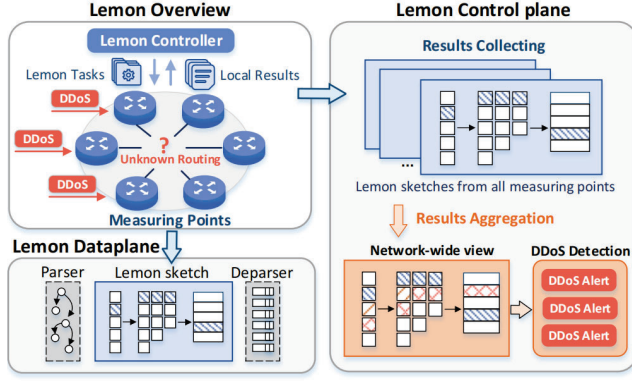 Lemon Overview
Lemon Controller
Lemon Tasks
Local Results
DDoS
DDoS
DDoS
?
Unknown Routing
Measuring Points
Lemon Dataplane
Parser
Lemon sketch
Deparser
Lemon Control plane
Results Collecting
...
Lemon sketches from all measuring points
Results Aggregation
Network-wide view
DDoS Detection
DDoS Alert
DDoS Alert
DDoS Alert